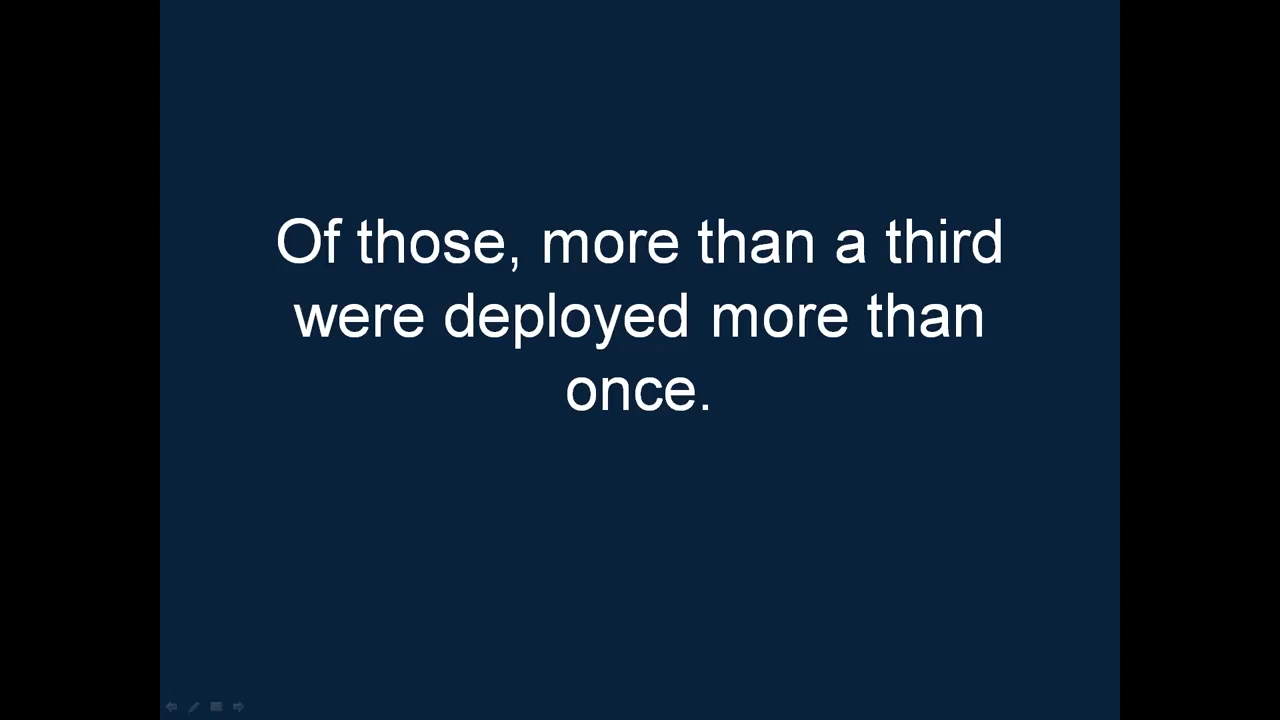 Of those, more than a third
were deployed more than
once.